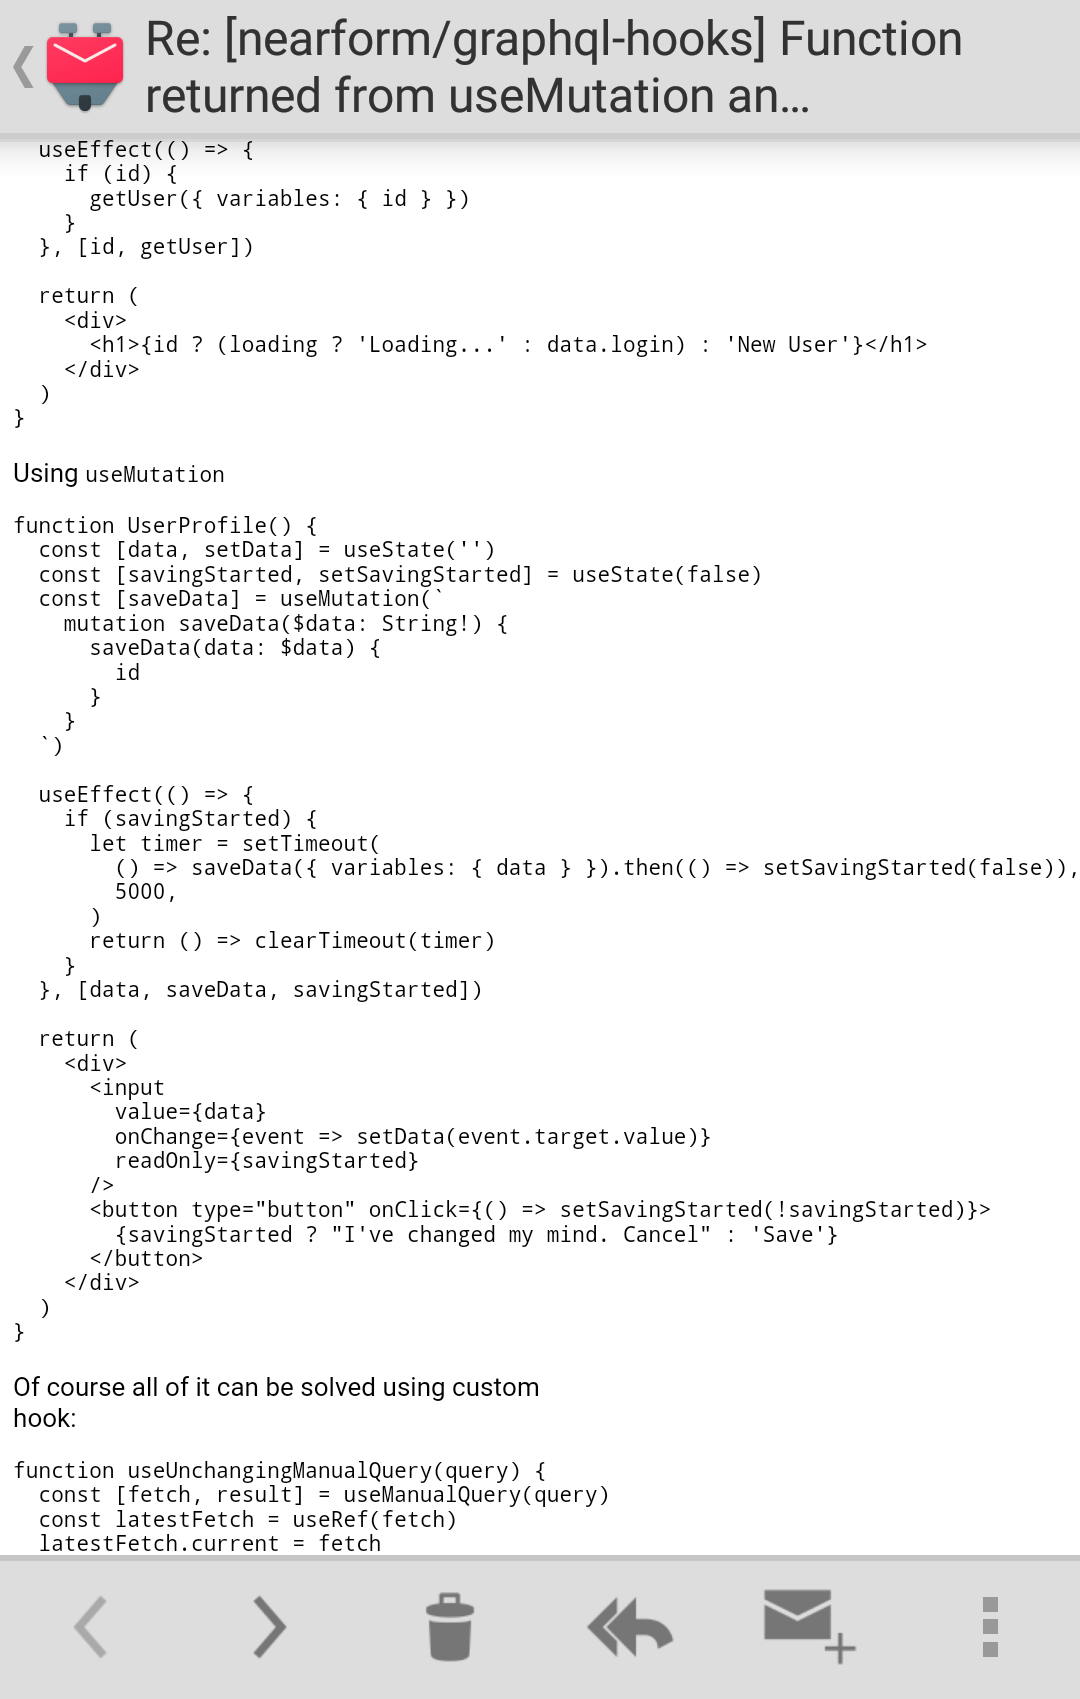 Re: [nearform/graphql-hooks] Function
returned from useMutation an...
useEffect(() => {
if (id) {
getUser({ variables: { id } })
}
}, [id, getUser])
return (
<div>
<h1>{id ? (loading ? 'Loading...' : data.login) : 'New User'}</h1>
</div>
)
}
Using useMutation
function UserProfile() {
const [data, setData] = useState('')
const [savingStarted, setSavingStarted] = useState(false)
const [saveData] = useMutation(`
mutation saveData($data: String!) {
saveData(data: $data) {
id
}
}
`)
useEffect(() => {
if (savingStarted) {
let timer = setTimeout(
() => saveData({ variables: { data } }).then(() => setSavingStarted(false)),
5000,
)
return () => clearTimeout(timer)
}
}, [data, saveData, savingStarted])
return (
<div>
<input
value={data}
onChange={event => setData(event.target.value)}
readOnly={savingStarted}
/>
<button type="button" onClick={() => setSavingStarted(!savingStarted)}>
{savingStarted ? "I've changed my mind. Cancel" : 'Save'}
</button>
</div>
)
}
Of course all of it can be solved using custom
hook:
function useUnchangingManualQuery(query) {
const [fetch, result] = useManualQuery(query)
const latestFetch = useRef(fetch)
latestFetch.current = fetch